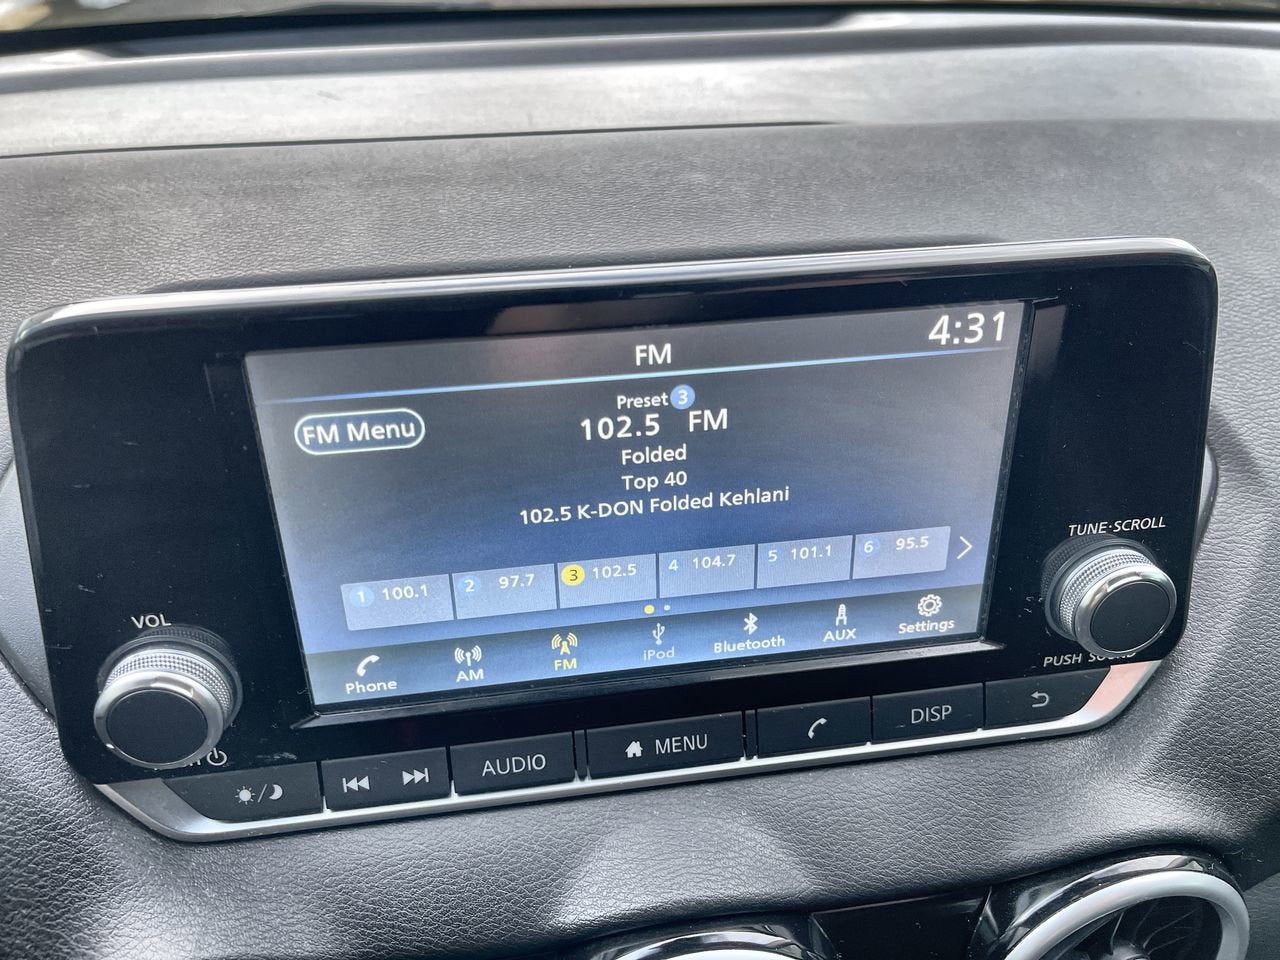 FM
4:31
FM Menu
Preset 3
102.5 FM
Folded
Top 40
102.5 K-DON Folded Kehlani
1 100.1
2 97.7
3 102.5
4 104.7
5 101.1
6 95.5
Phone
AM
FM
iPod
Bluetooth
AUX
Settings
VOL
TUNE·SCROLL
PUSH SOUND
AUDIO
MENU
DISP